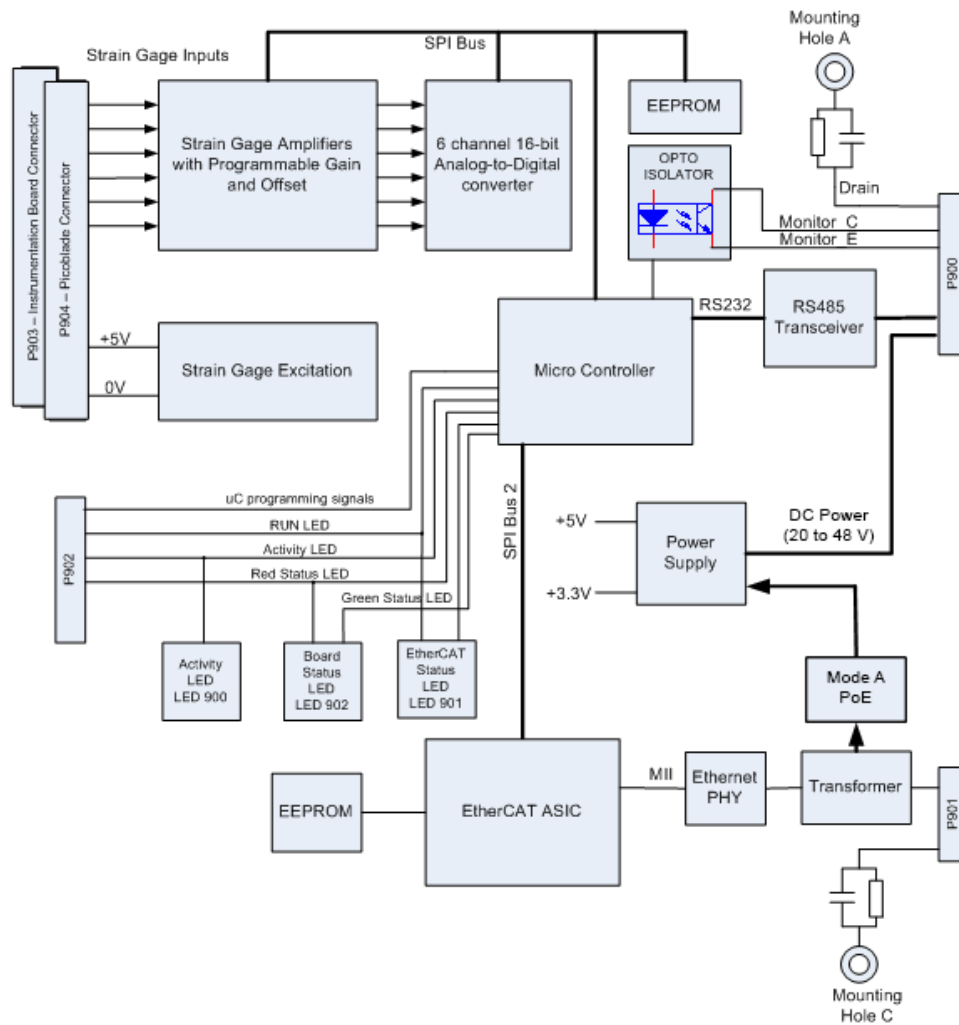 Mounting
Hole A
SPI Bus
Strain Gage Inputs
P903 – Instrumentation Board Connector
P904 – Picoblade Connector
Strain Gage Amplifiers
with Programmable Gain
and Offset
6 channel 16-bit
Analog-to-Digital
converter
EEPROM
OPTO
ISOLATOR
Drain
Monitor_C
Monitor_E
P900
RS232
RS485
Transceiver
+5V
0V
Strain Gage Excitation
Micro Controller
uC programming signals
RUN LED
Activity LED
Red Status LED
Green Status LED
P902
SPI Bus 2
+5V
+3.3V
Power
Supply
DC Power
(20 to 48 V)
Activity
LED
LED 900
Board
Status
LED
LED 902
EtherCAT
Status
LED
LED 901
Mode A
PoE
EEPROM
EtherCAT ASIC
MII
Ethernet
PHY
Transformer
P901
Mounting
Hole C